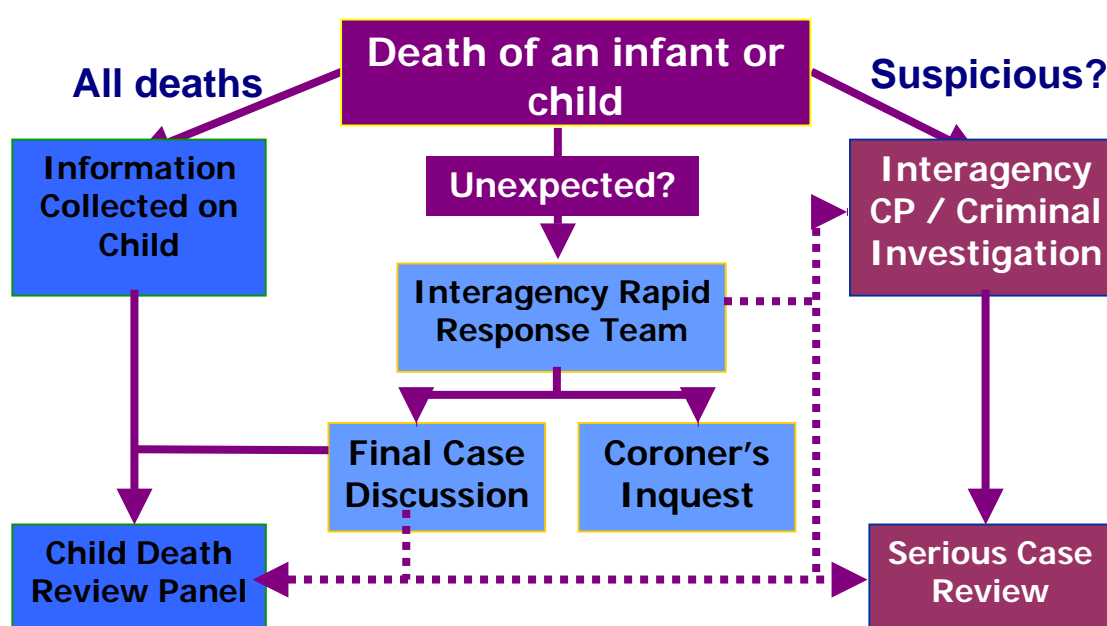 Death of an infant or
child
All deaths
Suspicious?
Information
Collected on
Child
Unexpected?
Interagency
CP / Criminal
Investigation
Interagency Rapid
Response Team
Final Case
Discussion
Coroner's
Inquest
Child Death
Review Panel
Serious Case
Review